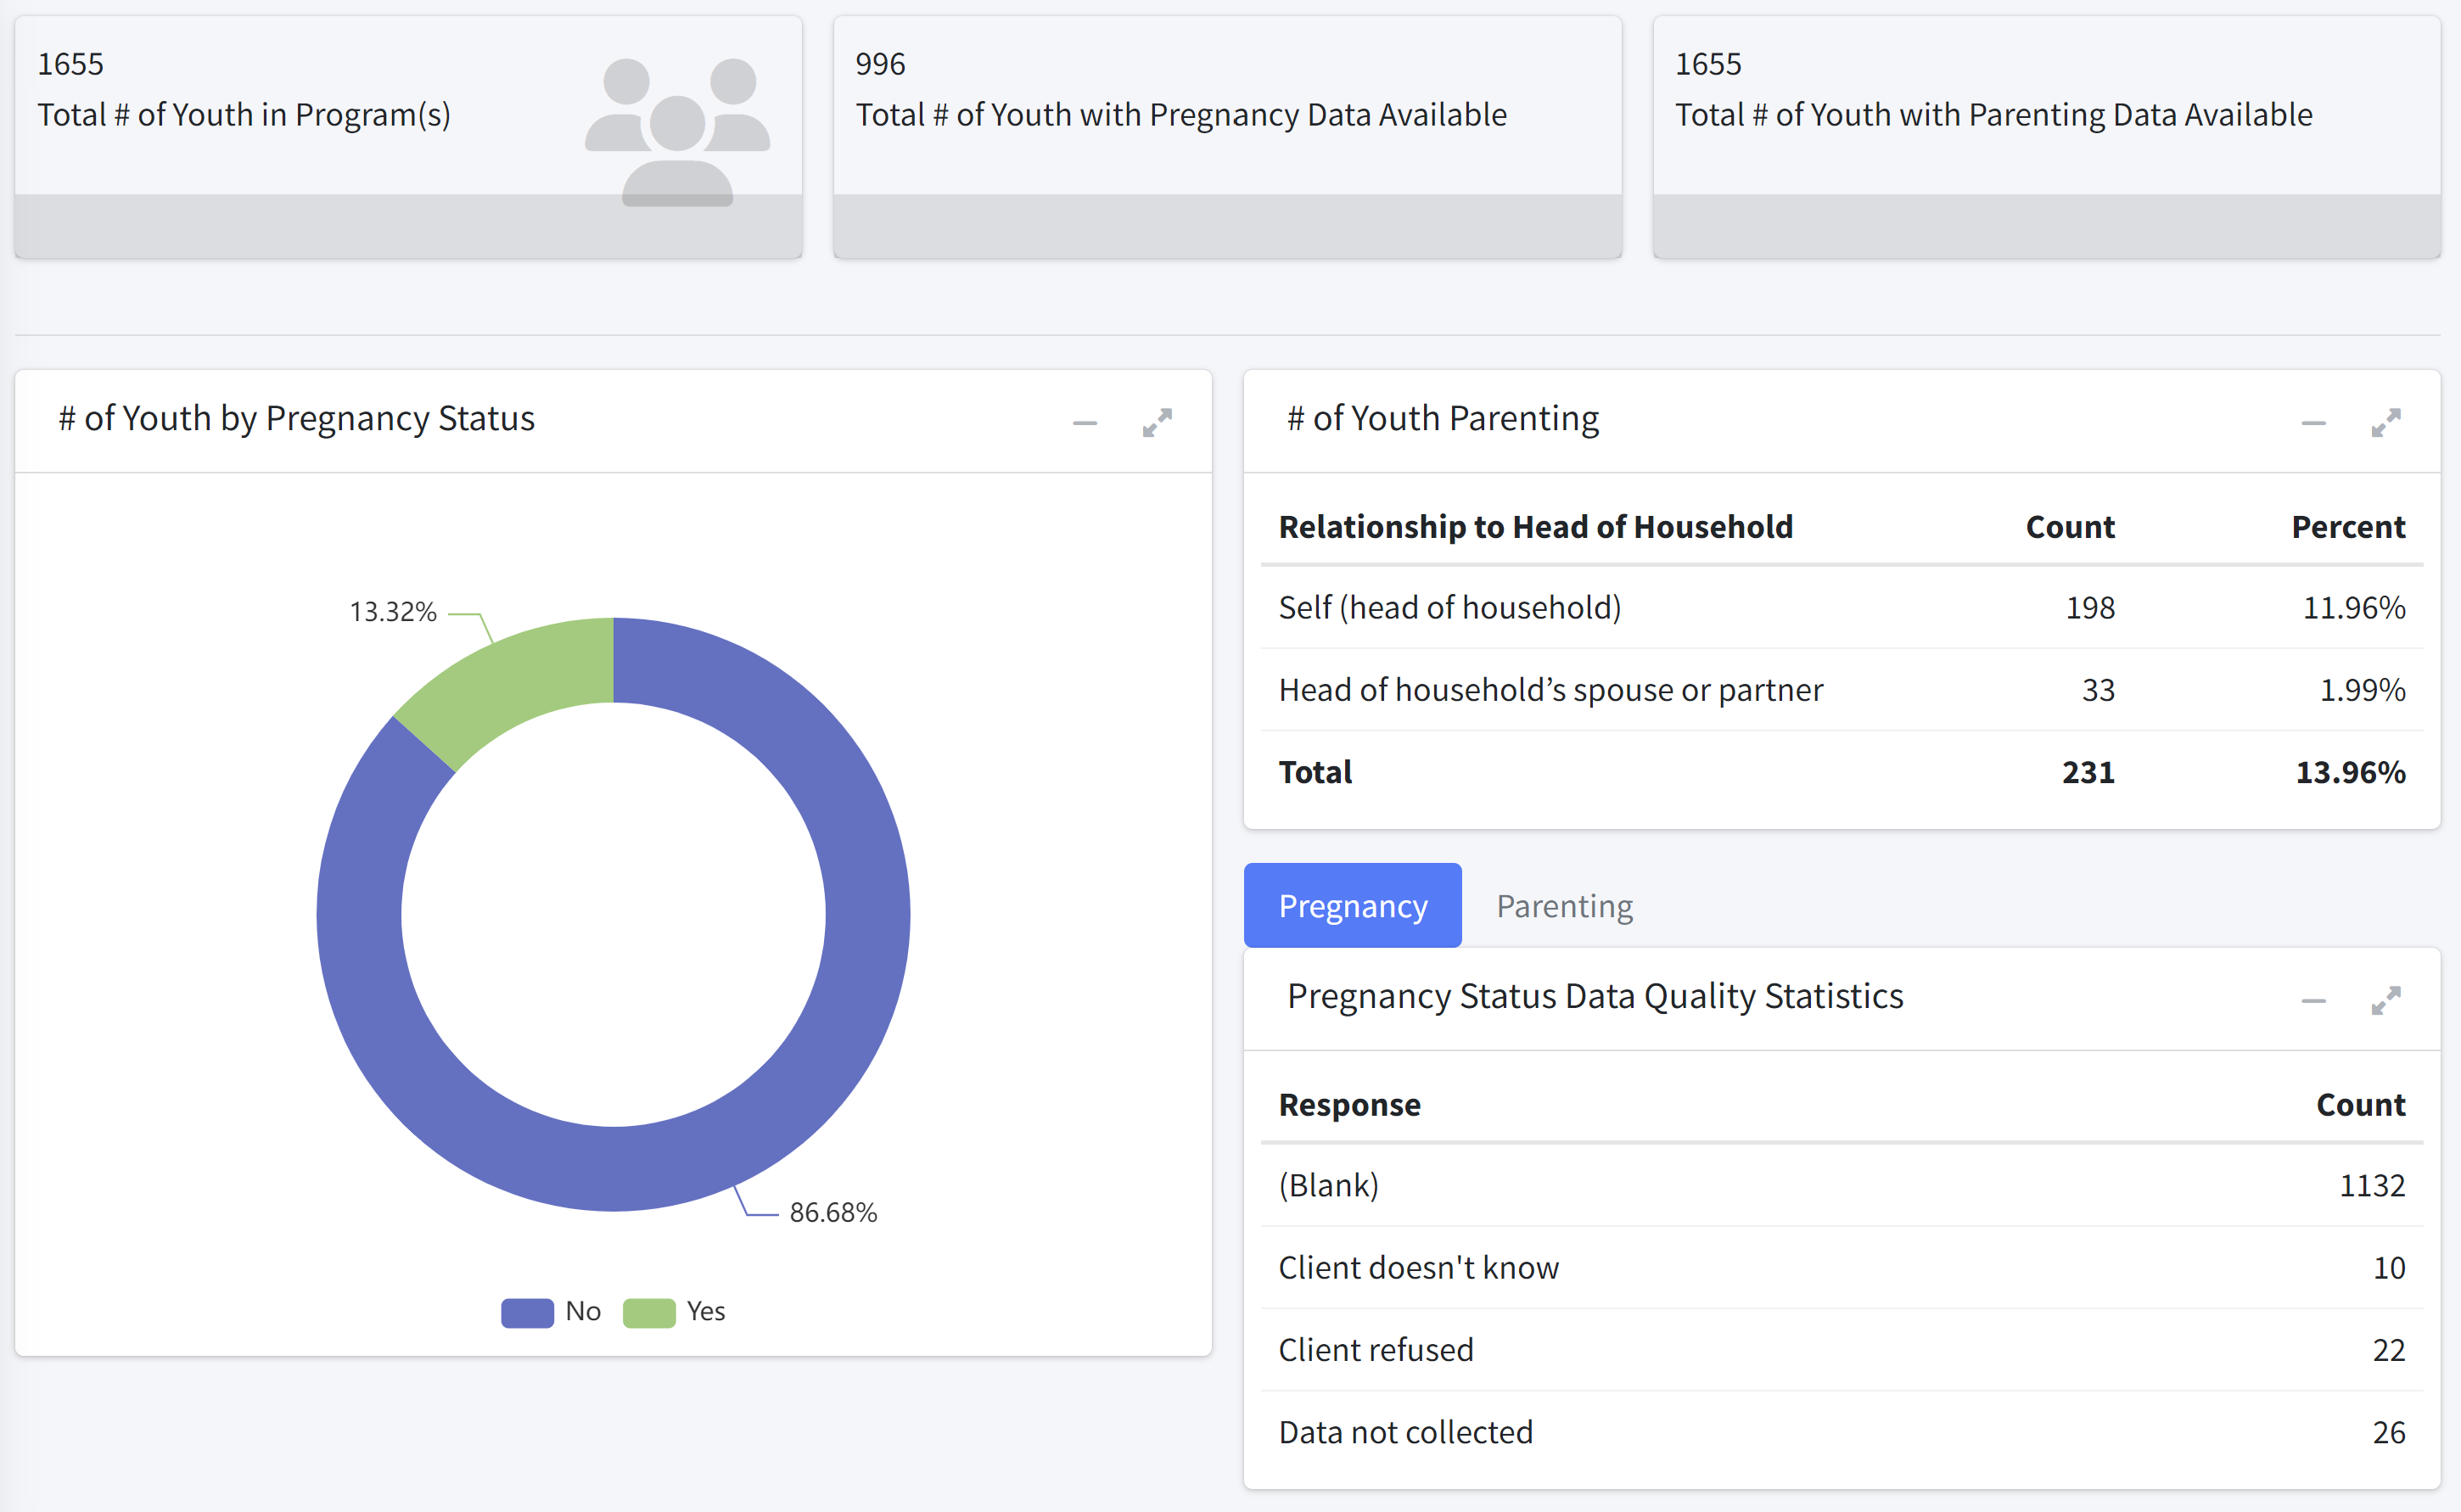 1655
Total # of Youth in Program(s)
996
Total # of Youth with Pregnancy Data Available
1655
Total # of Youth with Parenting Data Available
# of Youth by Pregnancy Status
13.32%
86.68%
No Yes
# of Youth Parenting
Relationship to Head of Household Count Percent
Self (head of household) 198 11.96%
Head of household’s spouse or partner 33 1.99%
Total 231 13.96%
Pregnancy Parenting
Pregnancy Status Data Quality Statistics
Response Count
(Blank) 1132
Client doesn't know 10
Client refused 22
Data not collected 26